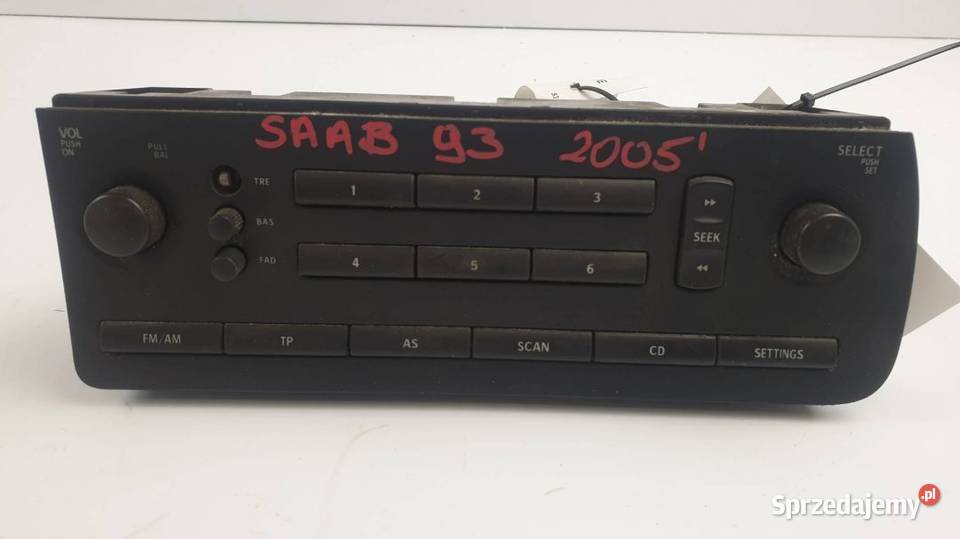 VOL
PUSH
ON
PULL
BAL
SAAB 93 2005'
SELECT
PUSH
SET
TRE
BAS
FAD
1 2 3
4 5 6
SEEK
FM/AM TP AS SCAN CD SETTINGS
Sprzedajemy.pl